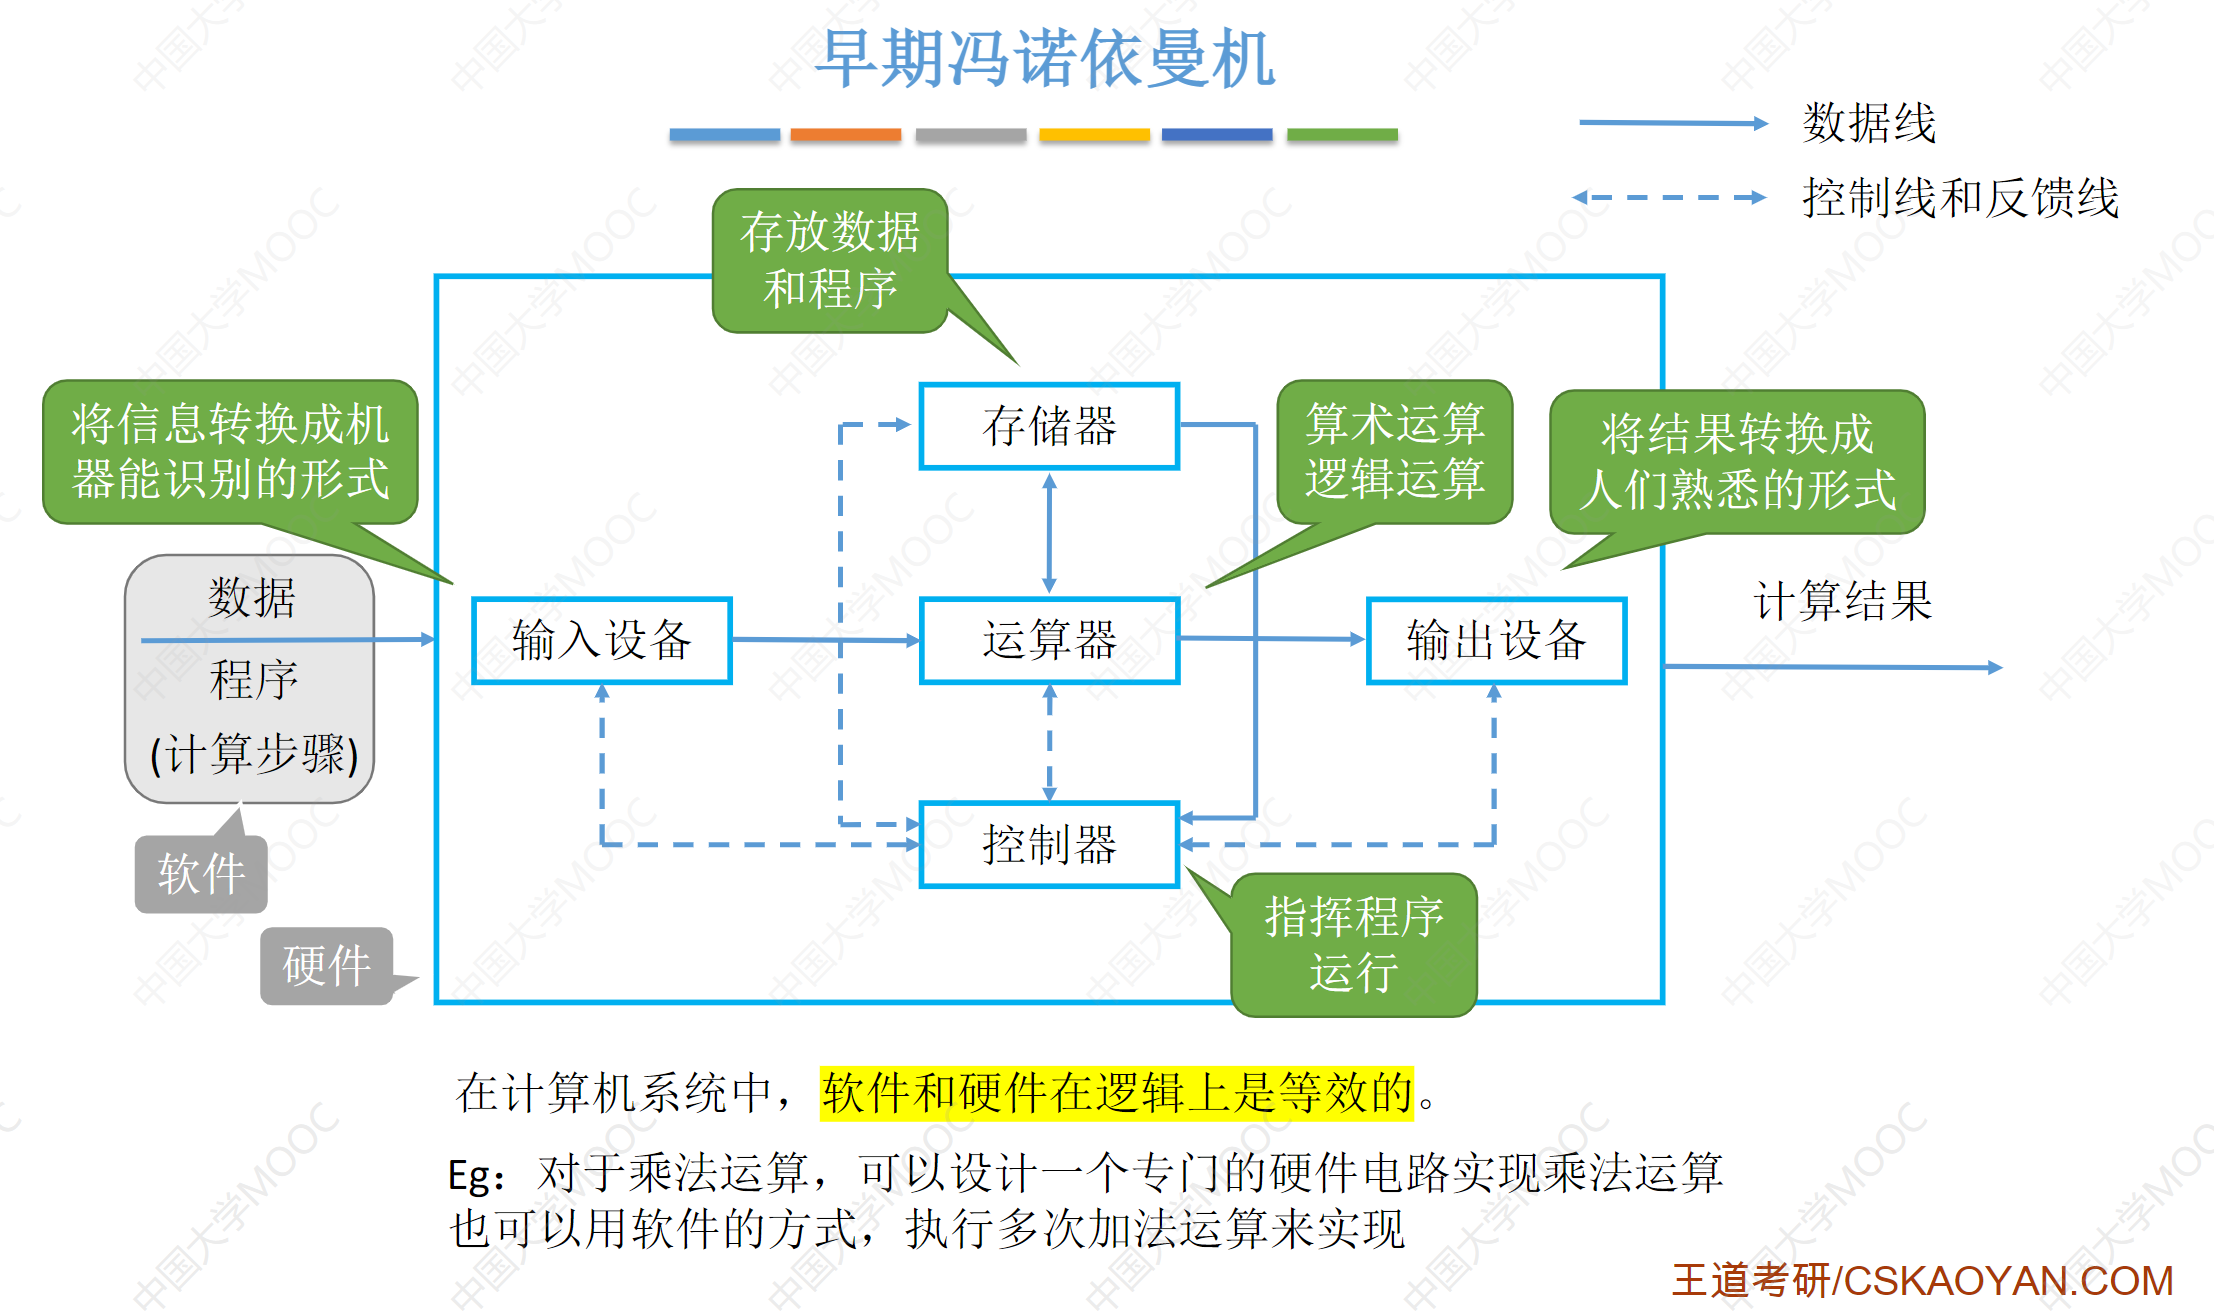 早期冯诺依曼机
数据线
控制线和反馈线
存放数据
和程序
将信息转换成机
器能识别的形式
存储器
算术运算
逻辑运算
将结果转换成
人们熟悉的形式
数据
程序
(计算步骤)
输入设备
运算器
输出设备
计算结果
软件
控制器
硬件
指挥程序
运行
在计算机系统中，软件和硬件在逻辑上是等效的。
Eg：对于乘法运算，可以设计一个专门的硬件电路实现乘法运算
也可以用软件的方式，执行多次加法运算来实现
王道考研/CSKAOYAN.COM
中国大学MOOC